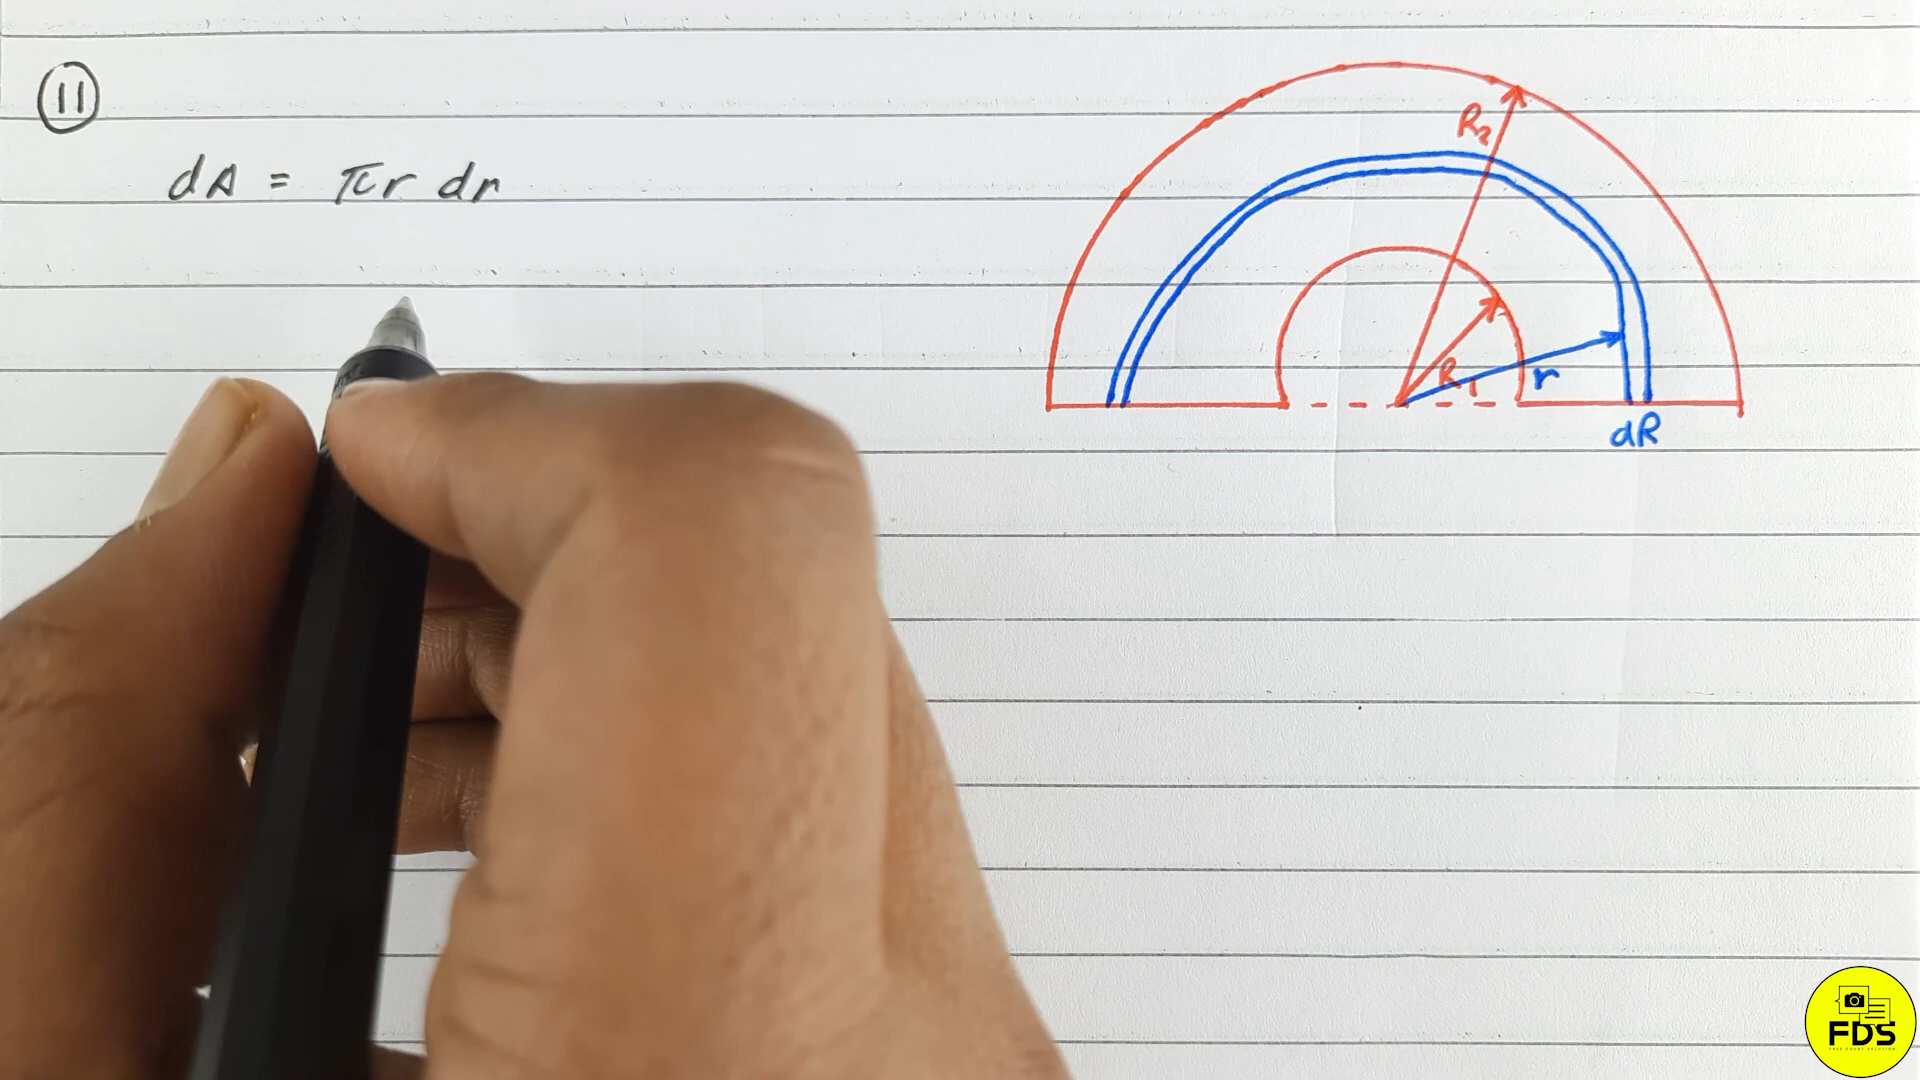 11
dA = πr dr
R₂
R₁
r
dR
FDS